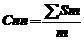 Cnn = ∑Sm / m